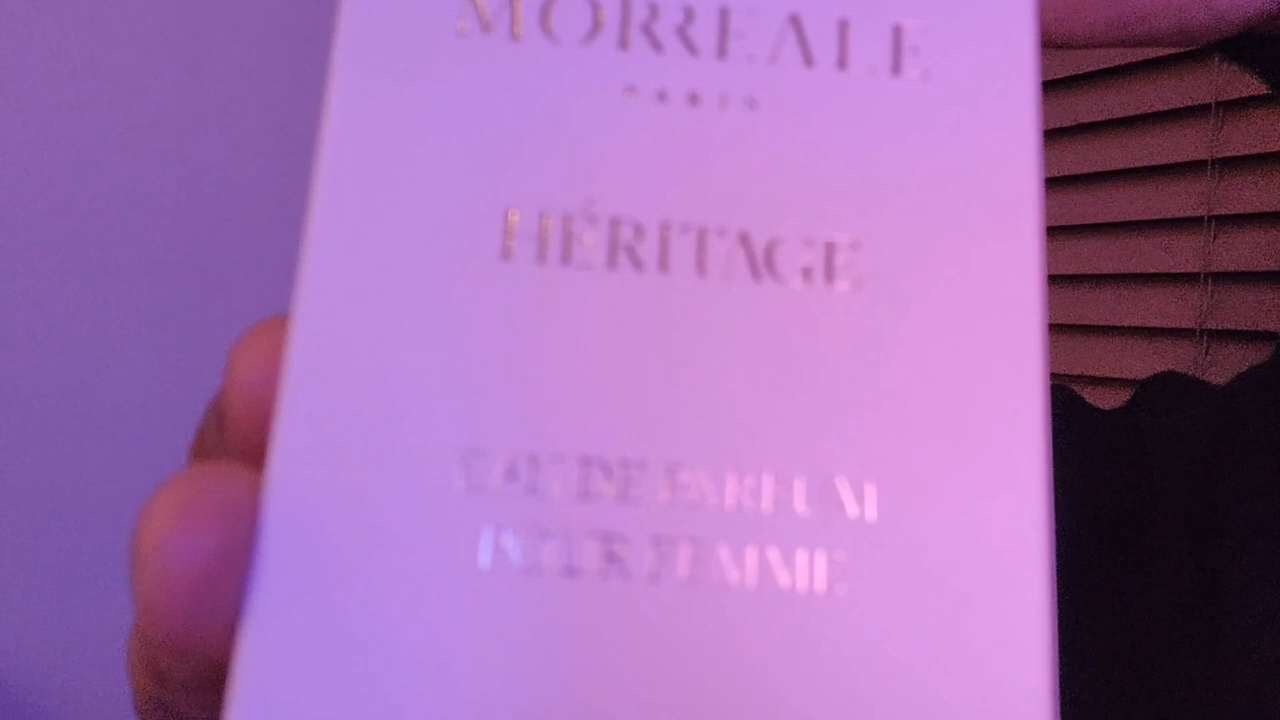 MORREALE
PARIS
HÉRITAGE
EAU DE PARFUM
POUR FEMME